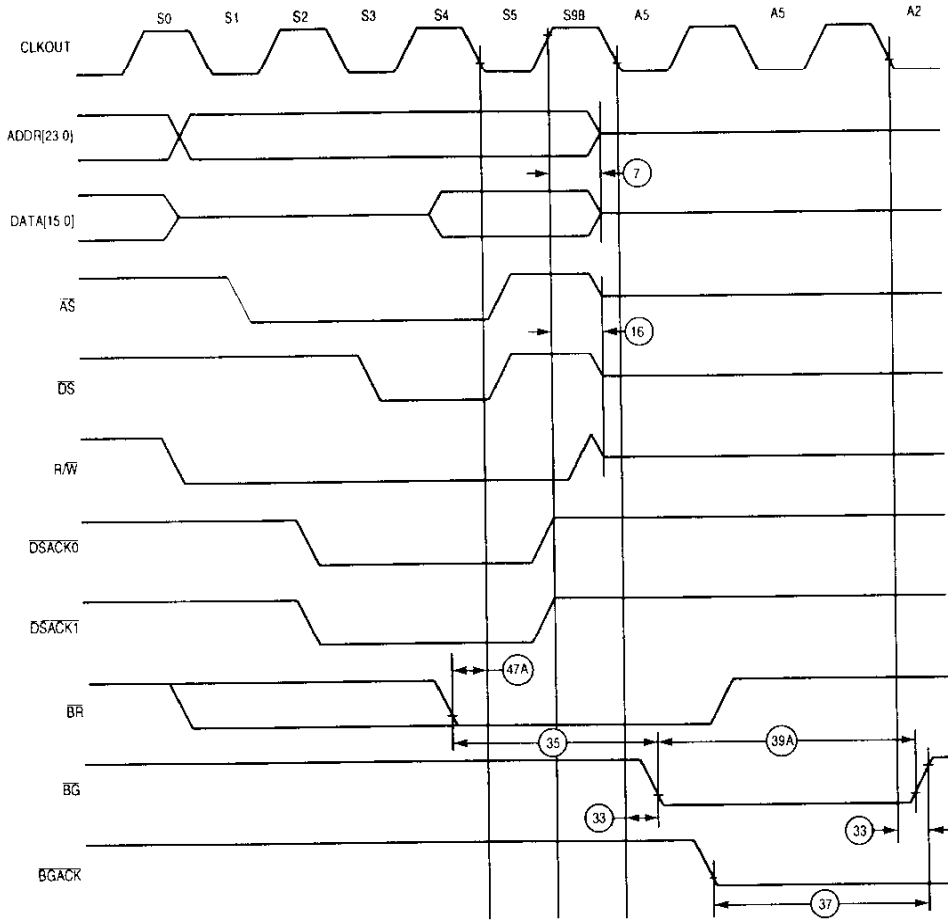 S0 S1 S2 S3 S4 S5 S98 A5 A5 A2
CLKOUT
ADDR[23 0)
7
DATA[15 0]
AS
16
DS
R/W
DSACK0
DSACK1
47A
BR
35 39A
BG
33 33
BGACK
37